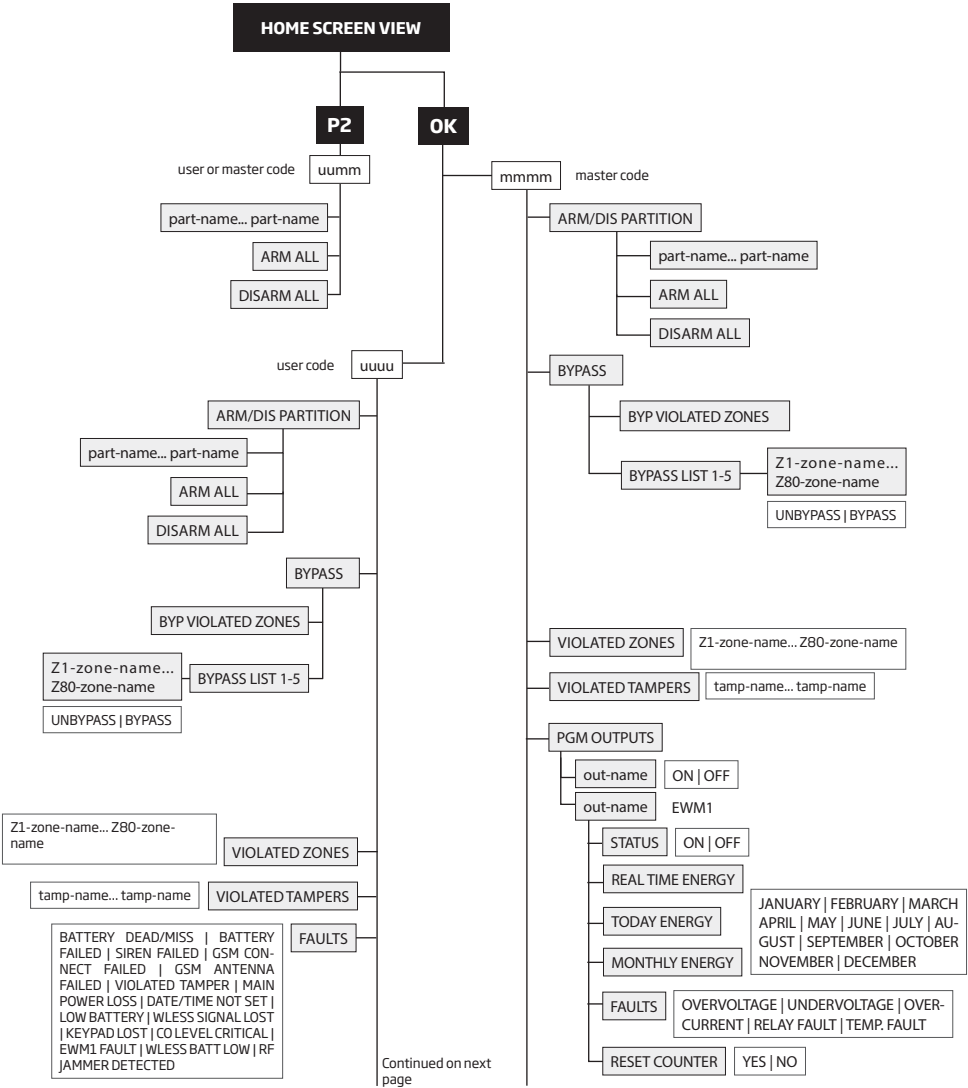 HOME SCREEN VIEW
P2
OK
user or master code
uumm
part-name... part-name
ARM ALL
DISARM ALL
mmmm
master code
ARM/DIS PARTITION
part-name... part-name
ARM ALL
DISARM ALL
user code
uuuu
ARM/DIS PARTITION
part-name... part-name
ARM ALL
DISARM ALL
BYPASS
BYP VIOLATED ZONES
BYPASS LIST 1-5
Z1-zone-name...
Z80-zone-name
UNBYPASS | BYPASS
BYPASS
BYP VIOLATED ZONES
Z1-zone-name...
Z80-zone-name
BYPASS LIST 1-5
UNBYPASS | BYPASS
VIOLATED ZONES
Z1-zone-name... Z80-zone-name
VIOLATED TAMPERS
tamp-name... tamp-name
PGM OUTPUTS
out-name
ON | OFF
out-name
EWM1
STATUS
ON | OFF
REAL TIME ENERGY
TODAY ENERGY
MONTHLY ENERGY
JANUARY | FEBRUARY | MARCH
APRIL | MAY | JUNE | JULY | AU-
GUST | SEPTEMBER | OCTOBER
NOVEMBER | DECEMBER
FAULTS
OVERVOLTAGE | UNDERVOLTAGE | OVER-
CURRENT | RELAY FAULT | TEMP. FAULT
RESET COUNTER
YES | NO
Z1-zone-name... Z80-zone-
name
VIOLATED ZONES
tamp-name... tamp-name
VIOLATED TAMPERS
FAULTS
BATTERY DEAD/MISS | BATTERY
FAILED | SIREN FAILED | GSM CON-
NECT FAILED | GSM ANTENNA
FAILED | VIOLATED TAMPER | MAIN
POWER LOSS | DATE/TIME NOT SET |
LOW BATTERY | WLESS SIGNAL LOST
| KEYPAD LOST | CO LEVEL CRITICAL |
EWM1 FAULT | WLESS BATT LOW | RF
JAMMER DETECTED
Continued on next
page